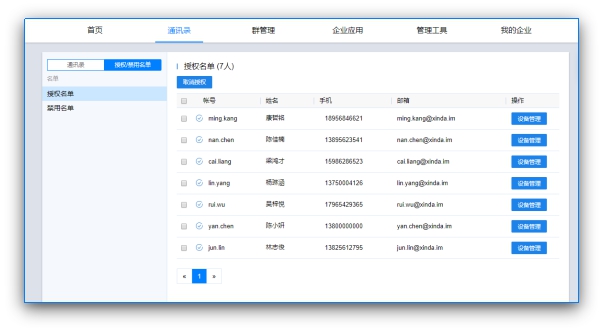 首页 通讯录 群管理 企业应用 管理工具 我的企业
通讯录 授权/禁用名单
名单
授权名单
禁用名单
授权名单 (7人)
取消授权
帐号 姓名 手机 邮箱 操作
ming.kang 康哲铭 18956846621 ming.kang@xinda.im 设备管理
nan.chen 陈佳楠 13895623541 nan.chen@xinda.im 设备管理
cai.liang 梁鸿才 15986286523 cai.liang@xinda.im 设备管理
lin.yang 杨琳涵 13750004126 lin.yang@xinda.im 设备管理
rui.wu 吴梓悦 17965429365 rui.wu@xinda.im 设备管理
yan.chen 陈小妍 13800000000 yan.chen@xinda.im 设备管理
jun.lin 林志俊 13825612795 jun.lin@xinda.im 设备管理
« 1 »